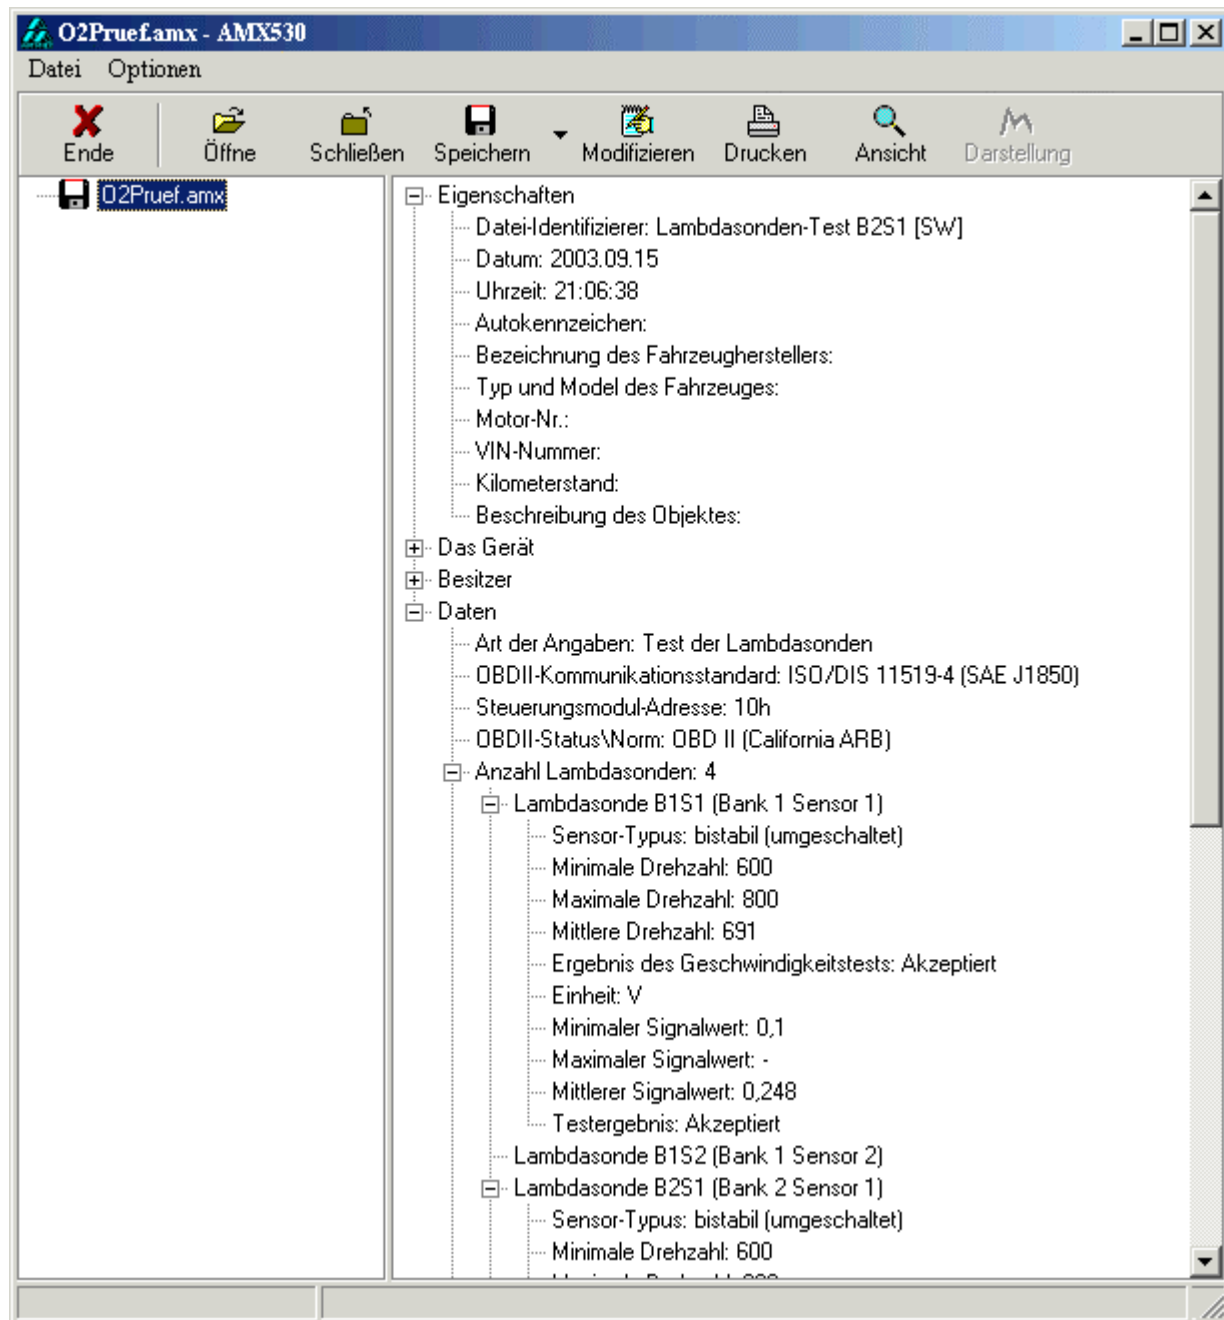 O2Pruef.amx - AMX530
Datei Optionen
Ende Öffne Schließen Speichern Modifizieren Drucken Ansicht Darstellung
O2Pruef.amx
Eigenschaften
Datei-Identifizierer: Lambdasonden-Test B2S1 [SW]
Datum: 2003.09.15
Uhrzeit: 21:06:38
Autokennzeichen:
Bezeichnung des Fahrzeugherstellers:
Typ und Model des Fahrzeuges:
Motor-Nr.:
VIN-Nummer:
Kilometerstand:
Beschreibung des Objektes:
Das Gerät
Besitzer
Daten
Art der Angaben: Test der Lambdasonden
OBDII-Kommunikationsstandard: ISO/DIS 11519-4 (SAE J1850)
Steuerungsmodul-Adresse: 10h
OBDII-Status\Norm: OBD II (California ARB)
Anzahl Lambdasonden: 4
Lambdasonde B1S1 (Bank 1 Sensor 1)
Sensor-Typus: bistabil (umgeschaltet)
Minimale Drehzahl: 600
Maximale Drehzahl: 800
Mittlere Drehzahl: 691
Ergebnis des Geschwindigkeitstests: Akzeptiert
Einheit: V
Minimaler Signalwert: 0,1
Maximaler Signalwert: -
Mittlerer Signalwert: 0,248
Testergebnis: Akzeptiert
Lambdasonde B1S2 (Bank 1 Sensor 2)
Lambdasonde B2S1 (Bank 2 Sensor 1)
Sensor-Typus: bistabil (umgeschaltet)
Minimale Drehzahl: 600